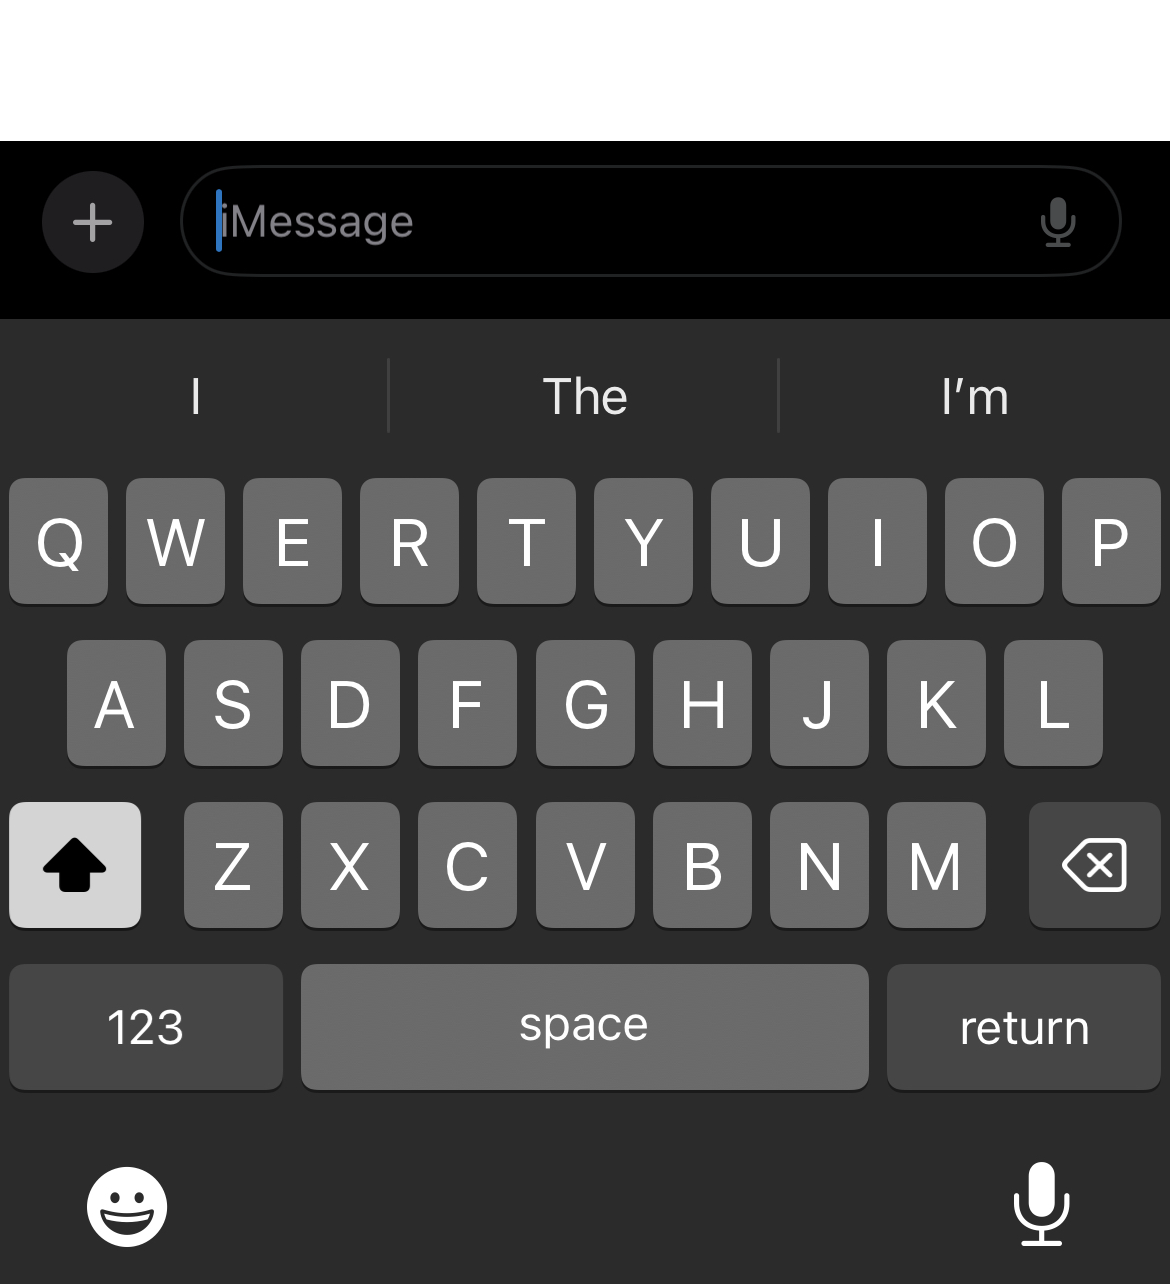 iMessage
I The I’m
Q W E R T Y U I O P
A S D F G H J K L
Z X C V B N M
123 space return